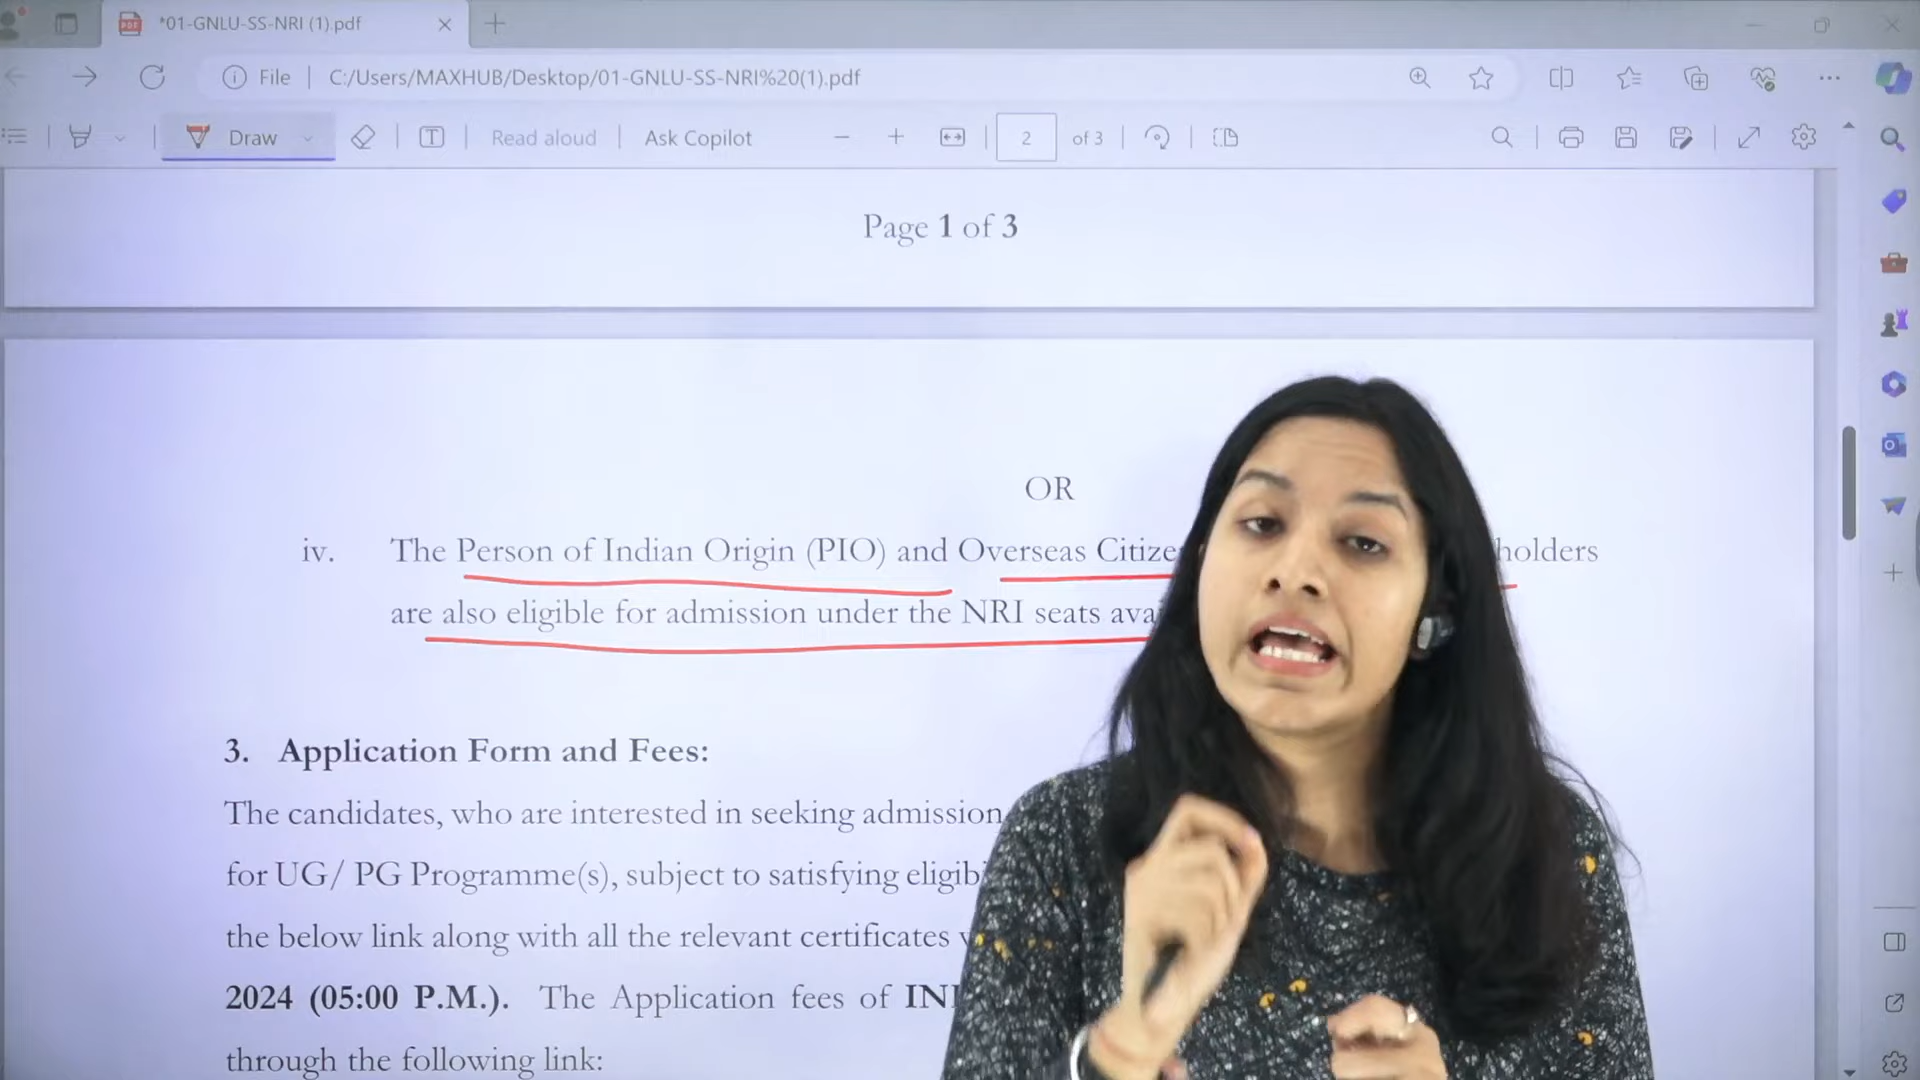 *01-GNLU-SS-NRI (1).pdf
File | C:/Users/MAXHUB/Desktop/01-GNLU-SS-NRI%20(1).pdf
Draw
Read aloud
Ask Copilot
2 of 3
Page 1 of 3
OR
iv. The Person of Indian Origin (PIO) and Overseas Citize holders
are also eligible for admission under the NRI seats avai
3. Application Form and Fees:
The candidates, who are interested in seeking admission
for UG/ PG Programme(s), subject to satisfying eligib
the below link along with all the relevant certificates
2024 (05:00 P.M.). The Application fees of IN
through the following link: